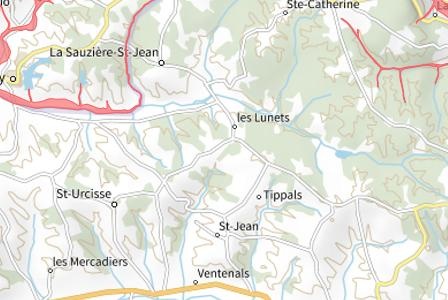 Ste-Catherine
La Sauzière-St-Jean
y
les Lunets
St-Urcisse
Tippals
St-Jean
les Mercadiers
Ventenals